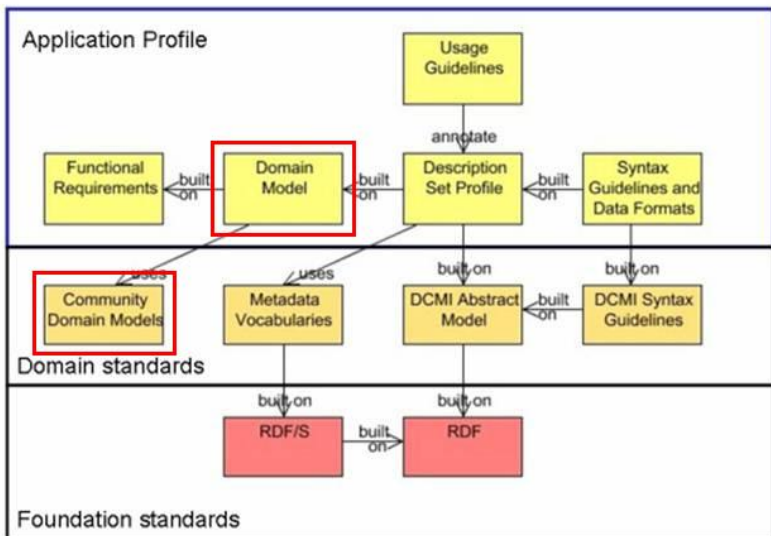 Application Profile
Usage
Guidelines
annotate
Functional
Requirements
built
on
Domain
Model
built
on
Description
Set Profile
built
on
Syntax
Guidelines and
Data Formats
uses
uses
built on
built on
Community
Domain Models
Metadata
Vocabularies
DCMI Abstract
Model
built
on
DCMI Syntax
Guidelines
Domain standards
built on
built on
RDF/S
built
on
RDF
Foundation standards